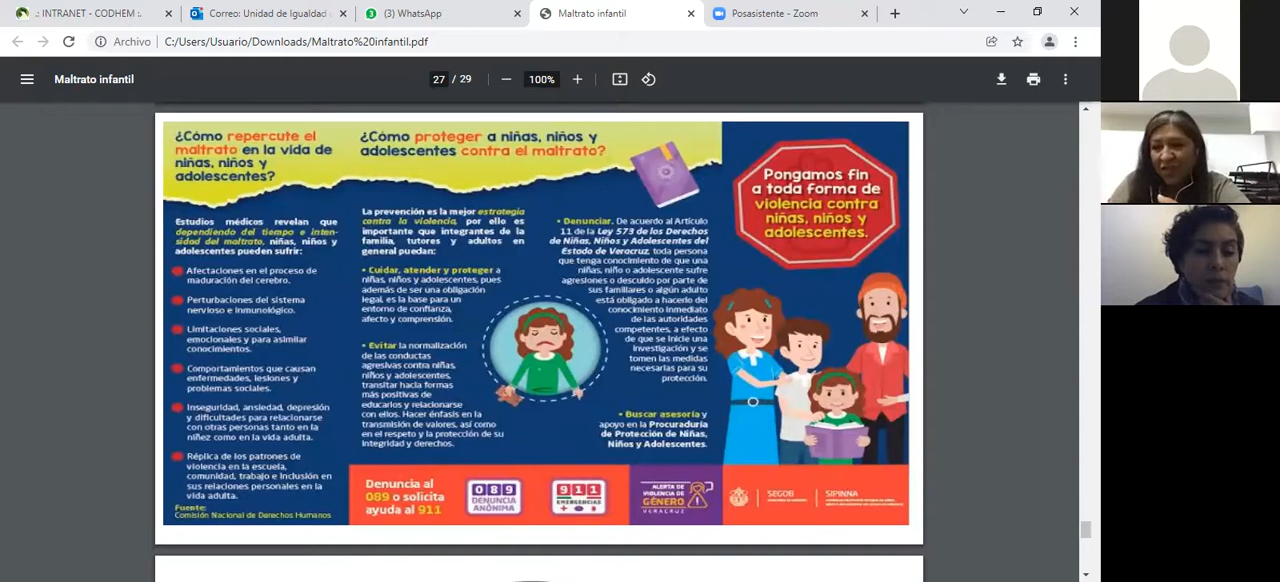 .: INTRANET - CODHEM :.
Correo: Unidad de Igualdad
(3) WhatsApp
Maltrato infantil
Posasistente - Zoom
Archivo
C:/Users/Usuario/Downloads/Maltrato%20infantil.pdf
Maltrato infantil
27 / 29
100%
¿Cómo repercute el
maltrato en la vida de
niñas, niños y
adolescentes?
Estudios médicos revelan que
dependiendo del tiempo e inten-
sidad del maltrato, niñas, niños y
adolescentes pueden sufrir:
Afectaciones en el proceso de
maduración del cerebro.
Perturbaciones del sistema
nervioso e inmunológico.
Limitaciones sociales,
emocionales y para asimilar
conocimientos.
Comportamientos que causan
enfermedades, lesiones y
problemas sociales.
Inseguridad, ansiedad, depresión
y dificultades para relacionarse
con otras personas tanto en la
niñez como en la vida adulta.
Réplica de los patrones de
violencia en la escuela,
comunidad, trabajo e inclusión en
sus relaciones personales en la
vida adulta.
Fuente:
Comisión Nacional de Derechos Humanos
¿Cómo proteger a niñas, niños y
adolescentes contra el maltrato?
La prevención es la mejor estrategia
contra la violencia, por ello es
importante que integrantes de la
familia, tutores y adultos en
general puedan:
• Cuidar, atender y proteger a
niñas, niños y adolescentes, pues
además de ser una obligación
legal, es la base para un
entorno de confianza,
afecto y comprensión.
• Evitar la normalización
de las conductas
agresivas contra niñas,
niños y adolescentes,
transitar hacia formas
más positivas de
educarlos y relacionarse
con ellos. Hacer énfasis en la
transmisión de valores, así como
en el respeto y la protección de su
integridad y derechos.
• Denunciar. De acuerdo al Artículo
11 de la Ley 573 de los Derechos
de Niñas, Niños y Adolescentes del
Estado de Veracruz, toda persona
que tenga conocimiento de que una
niñas, niño o adolescente sufre
agresiones o descuido por parte de
sus familiares o algún adulto
está obligado a hacerlo del
conocimiento inmediato
de las autoridades
competentes, a efecto
de que se inicie una
investigación y se
tomen las medidas
necesarias para su
protección.
• Buscar asesoría y
apoyo en la Procuraduría
de Protección de Niñas,
Niños y Adolescentes.
Denuncia al
089 o solicita
ayuda al 911
089
DENUNCIA
ANÓNIMA
911
EMERGENCIAS
ALERTA DE
VIOLENCIA DE
GÉNERO
VERACRUZ
SEGOB
SIPINNA
Pongamos fin
a toda forma de
violencia contra
niñas, niños y
adolescentes.